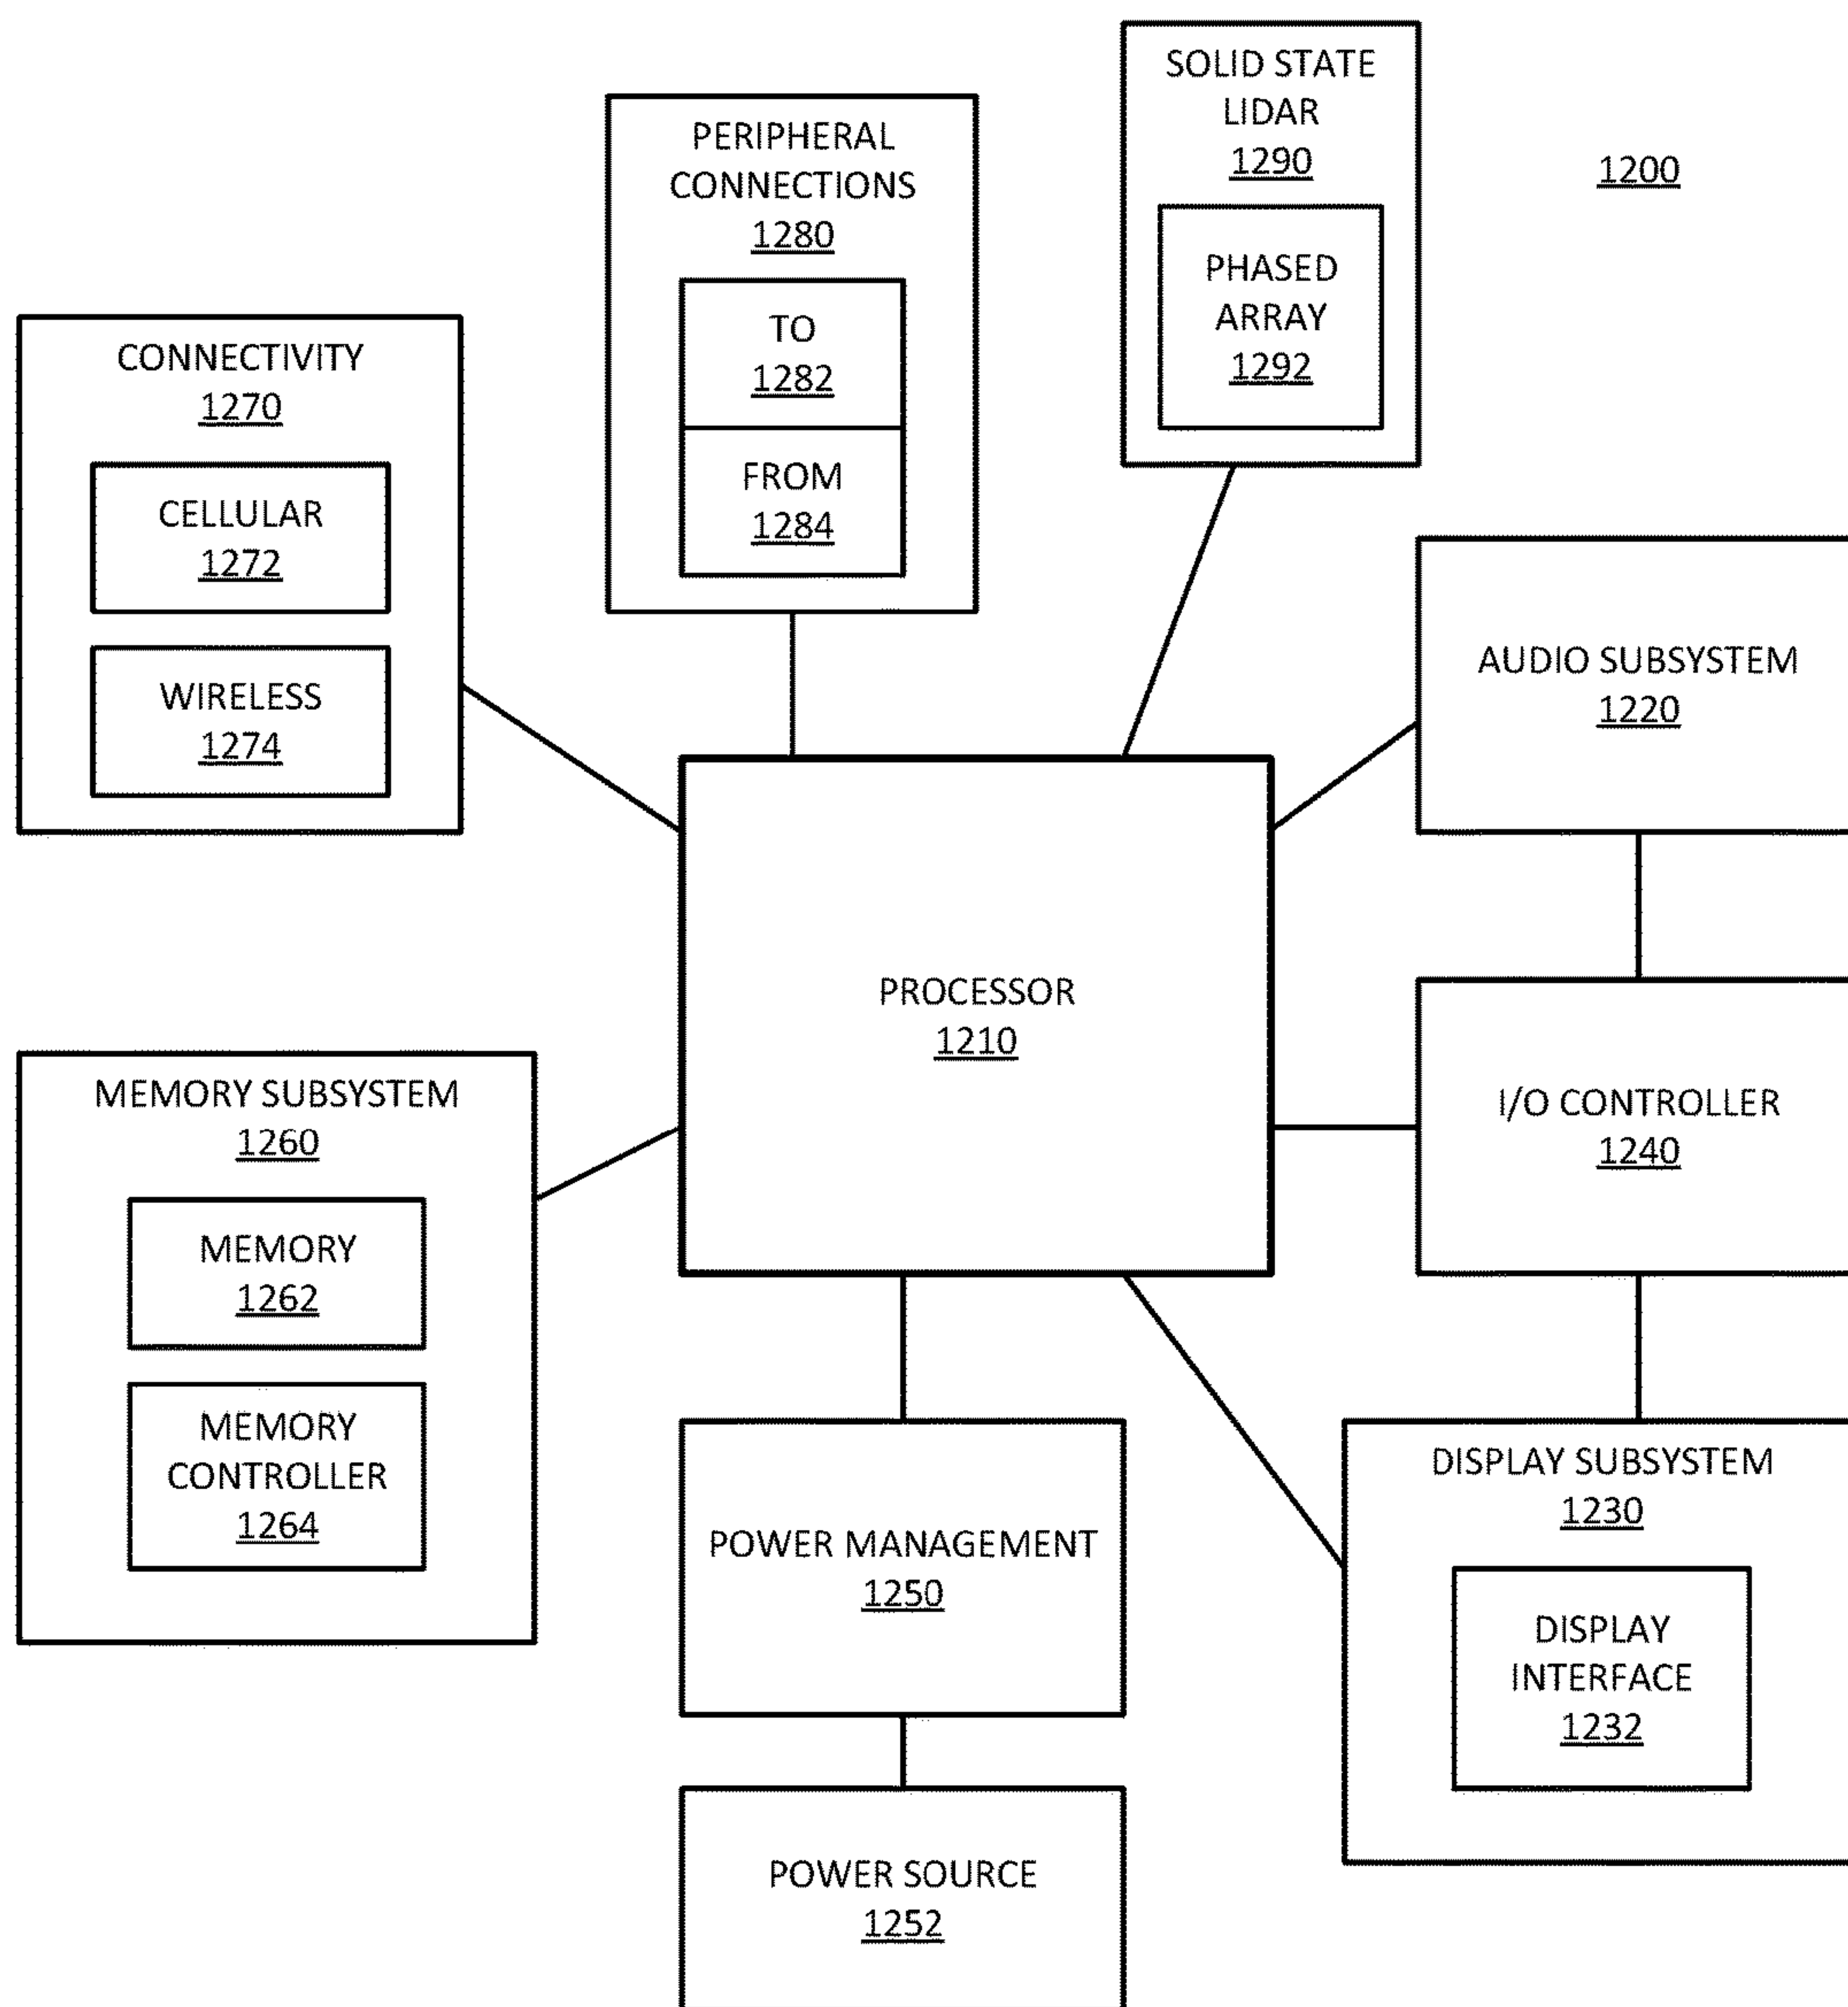 SOLID STATE
LIDAR
1290
PHASED
ARRAY
1292
1200
PERIPHERAL
CONNECTIONS
1280
TO
1282
FROM
1284
CONNECTIVITY
1270
CELLULAR
1272
WIRELESS
1274
AUDIO SUBSYSTEM
1220
PROCESSOR
1210
I/O CONTROLLER
1240
MEMORY SUBSYSTEM
1260
MEMORY
1262
MEMORY
CONTROLLER
1264
POWER MANAGEMENT
1250
DISPLAY SUBSYSTEM
1230
DISPLAY
INTERFACE
1232
POWER SOURCE
1252